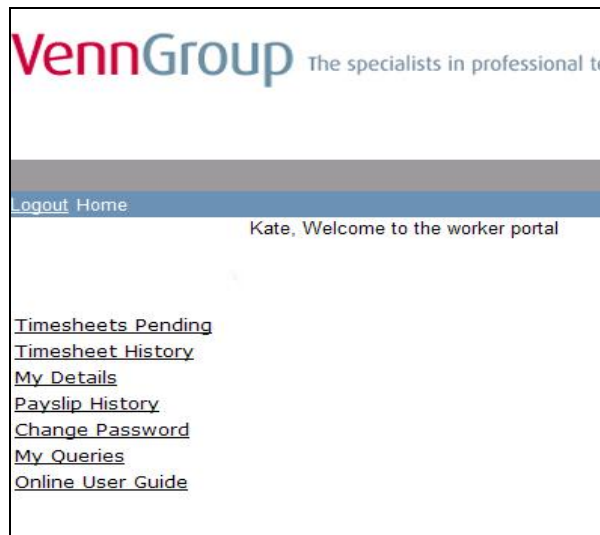 VennGroup The specialists in professional
Logout Home
Kate, Welcome to the worker portal
Timesheets Pending
Timesheet History
My Details
Payslip History
Change Password
My Queries
Online User Guide